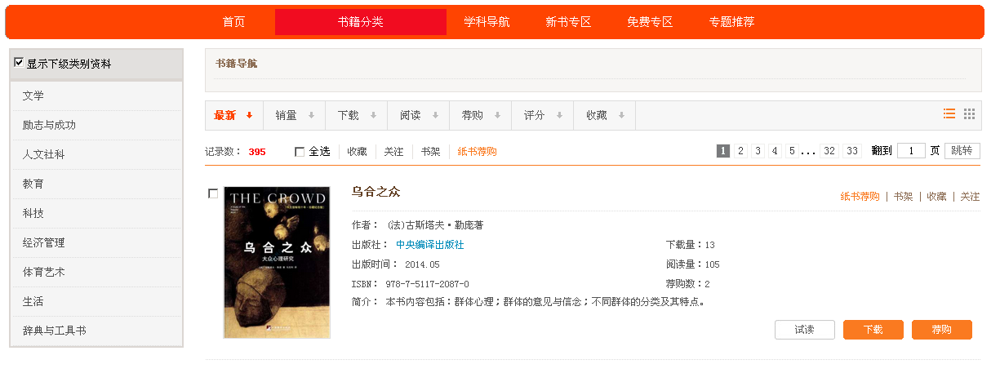 首页 书籍分类 学科导航 新书专区 免费专区 专题推荐
显示下级类别资料
文学
励志与成功
人文社科
教育
科技
经济管理
体育艺术
生活
辞典与工具书
书籍导航
最新 销量 下载 阅读 荐购 评分 收藏
记录数： 395 全选 收藏 关注 书架 纸书荐购 1 2 3 4 5 ... 32 33 翻到 1 页 跳转
THE CROWD
乌合之众
大众心理研究
乌合之众
纸书荐购 | 书架 | 收藏 | 关注
作者： (法)古斯塔夫·勒庞著
出版社： 中央编译出版社 下载量：13
出版时间： 2014.05 阅读量：105
ISBN： 978-7-5117-2087-0 荐购数：2
简介： 本书内容包括：群体心理；群体的意见与信念；不同群体的分类及其特点。
试读 下载 荐购